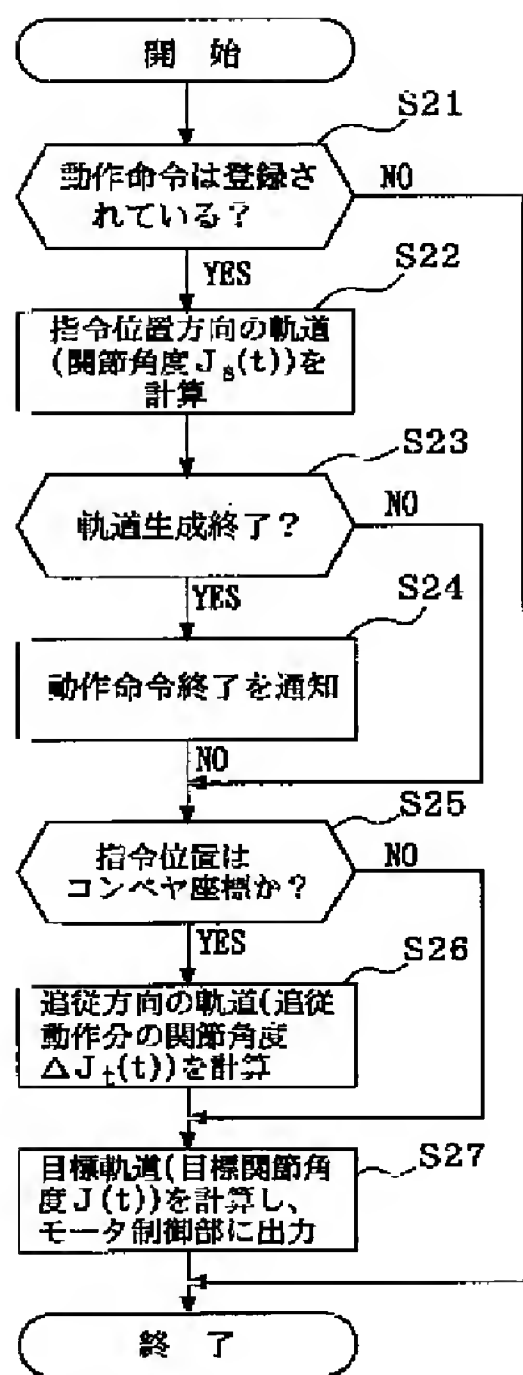 開 始
S21
動作命令は登録さ
れている？
NO
YES
S22
指令位置方向の軌道
(関節角度Js(t))を
計算
S23
軌道生成終了？
NO
YES
S24
動作命令終了を通知
NO
S25
指令位置は
コンベヤ座標か？
NO
YES
S26
追従方向の軌道(追従
動作分の関節角度
ΔJt(t))を計算
S27
目標軌道(目標関節角
度J(t))を計算し、
モータ制御部に出力
終 了